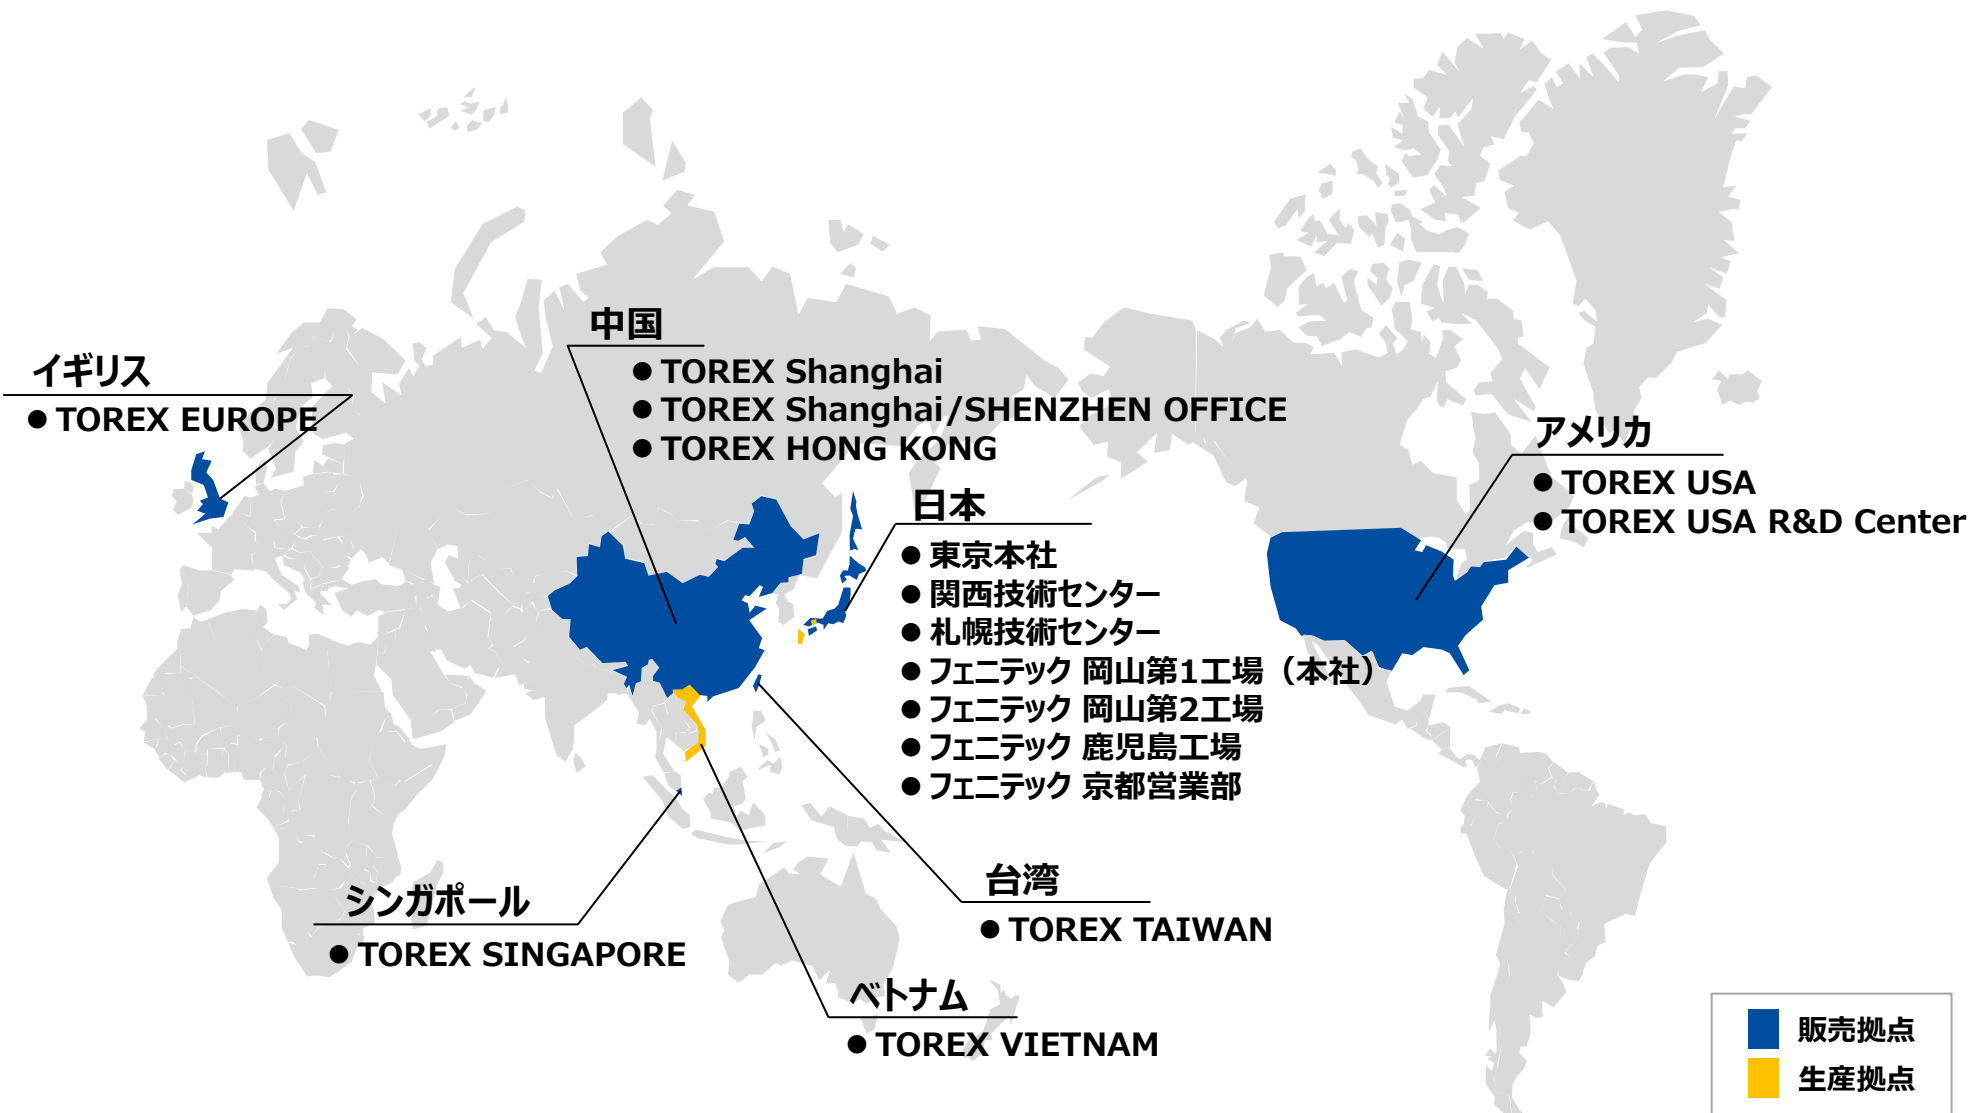 イギリス
● TOREX EUROPE
中国
● TOREX Shanghai
● TOREX Shanghai/SHENZHEN OFFICE
● TOREX HONG KONG
日本
● 東京本社
● 関西技術センター
● 札幌技術センター
● フェニテック 岡山第1工場（本社）
● フェニテック 岡山第2工場
● フェニテック 鹿児島工場
● フェニテック 京都営業部
アメリカ
● TOREX USA
● TOREX USA R&D Center
シンガポール
● TOREX SINGAPORE
台湾
● TOREX TAIWAN
ベトナム
● TOREX VIETNAM
販売拠点
生産拠点